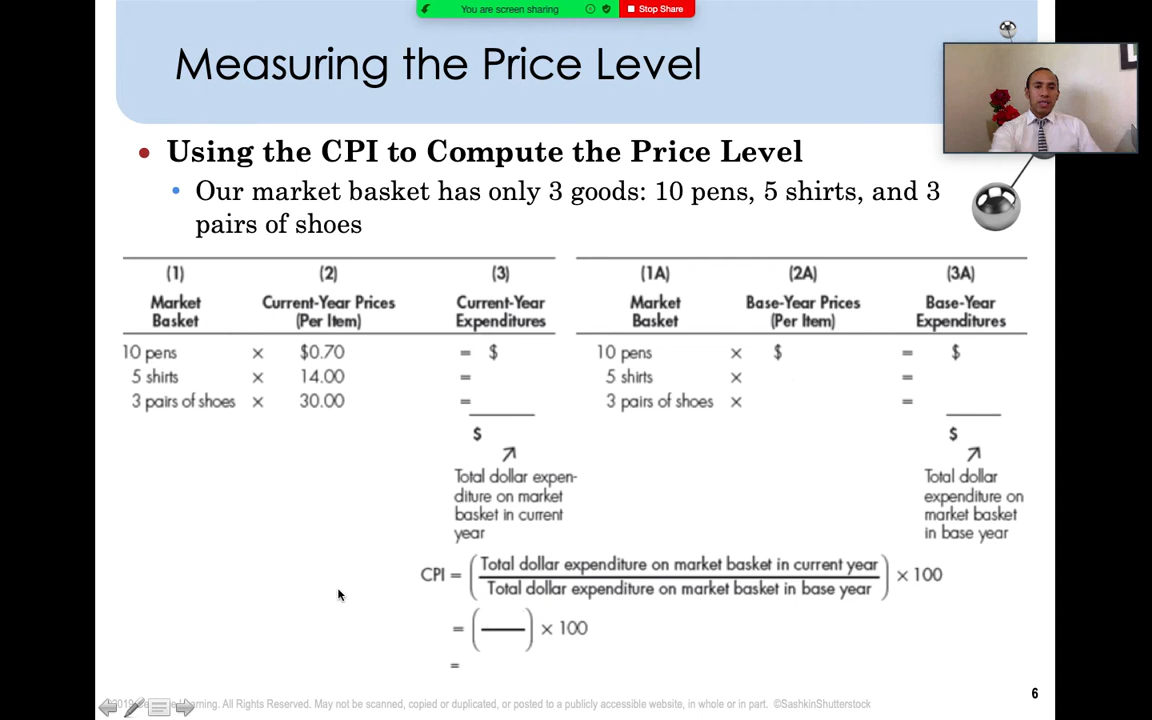 You are screen sharing
Stop Share
Measuring the Price Level
• Using the CPI to Compute the Price Level
• Our market basket has only 3 goods: 10 pens, 5 shirts, and 3
pairs of shoes
(1) (2) (3) (1A) (2A) (3A)
Market Current-Year Prices Current-Year Market Base-Year Prices Base-Year
Basket (Per Item) Expenditures Basket (Per Item) Expenditures
10 pens × $0.70 = $ 10 pens × $ = $
5 shirts × 14.00 = 5 shirts × =
3 pairs of shoes × 30.00 = 3 pairs of shoes × =
$ $
Total dollar expen- Total dollar
diture on market expenditure on
basket in current market basket
year in base year
CPI = (Total dollar expenditure on market basket in current year
Total dollar expenditure on market basket in base year) × 100
= ( ) × 100
=
Learning. All Rights Reserved. May not be scanned, copied or duplicated, or posted to a publicly accessible website, in whole or in part. ©SashkinShutterstock
6